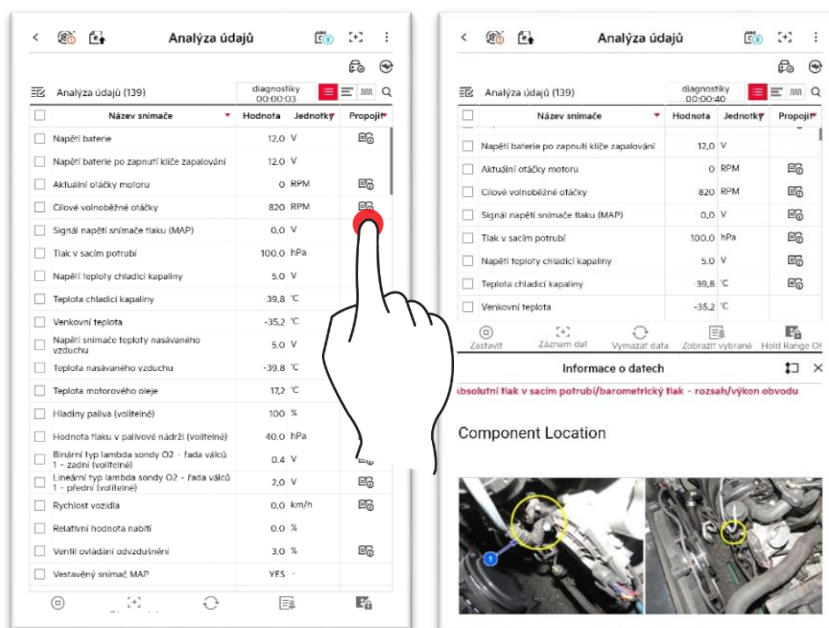 Analýza údajů
Analýza údajů (139)
diagnostiky
00:00:03
Název snímače
Hodnota
Jednotky
Propojit
Napětí baterie
12,0 V
Napětí baterie po zapnutí klíče zapalování
12,0 V
Aktuální otáčky motoru
0 RPM
Cílové volnoběžné otáčky
820 RPM
Signál napětí snímače tlaku (MAP)
0,0 V
Tlak v sacím potrubí
100,0 hPa
Napětí teploty chladicí kapaliny
5,0 V
Teplota chladicí kapaliny
-39,8 °C
Venkovní teplota
-35,2 °C
Napětí snímače teploty nasávaného
vzduchu
5,0 V
Teplota nasávaného vzduchu
-39,8 °C
Teplota motorového oleje
17,2 °C
Hladiny paliva (volitelné)
100 %
Hodnota tlaku v palivové nádrži (volitelné)
40,0 hPa
Binární typ lambda sondy O2 - řada válců
1 - zadní (volitelné)
0,4 V
Lineární typ lambda sondy O2 - řada válců
1 - přední (volitelné)
2,0 V
Rychlost vozidla
0,0 km/h
Relativní hodnota nabití
0,0 %
Ventil ovládání odvzdušnění
3,0 %
Vestavěný snímač MAP
YES -
Analýza údajů
Analýza údajů (139)
diagnostiky
00:00:40
Název snímače
Hodnota
Jednotky
Propojit
Napětí baterie po zapnutí klíče zapalování
12,0 V
Aktuální otáčky motoru
0 RPM
Cílové volnoběžné otáčky
820 RPM
Signál napětí snímače tlaku (MAP)
0,0 V
Tlak v sacím potrubí
100,0 hPa
Napětí teploty chladicí kapaliny
5,0 V
Teplota chladicí kapaliny
-39,8 °C
Venkovní teplota
-35,2 °C
Zastavit
Záznam dat
Vymazat data
Zobrazit vybrané
Hold Range Of
Informace o datech
Absolutní tlak v sacím potrubí/barometrický tlak - rozsah/výkon obvodu
Component Location
1